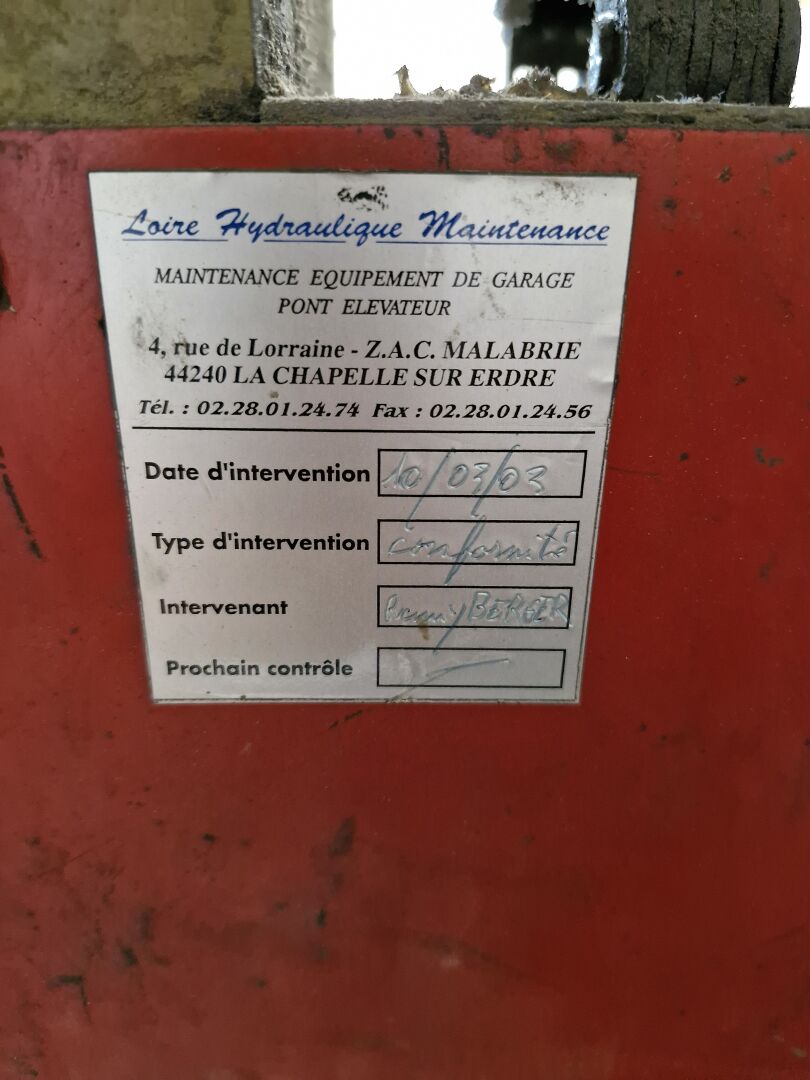 Loire Hydraulique Maintenance
MAINTENANCE EQUIPEMENT DE GARAGE
PONT ELEVATEUR
4, rue de Lorraine - Z.A.C. MALABRIE
44240 LA CHAPELLE SUR ERDRE
Tél. : 02.28.01.24.74 Fax : 02.28.01.24.56
Date d'intervention 10/03/03
Type d'intervention conformité
Intervenant BERGER
Prochain contrôle